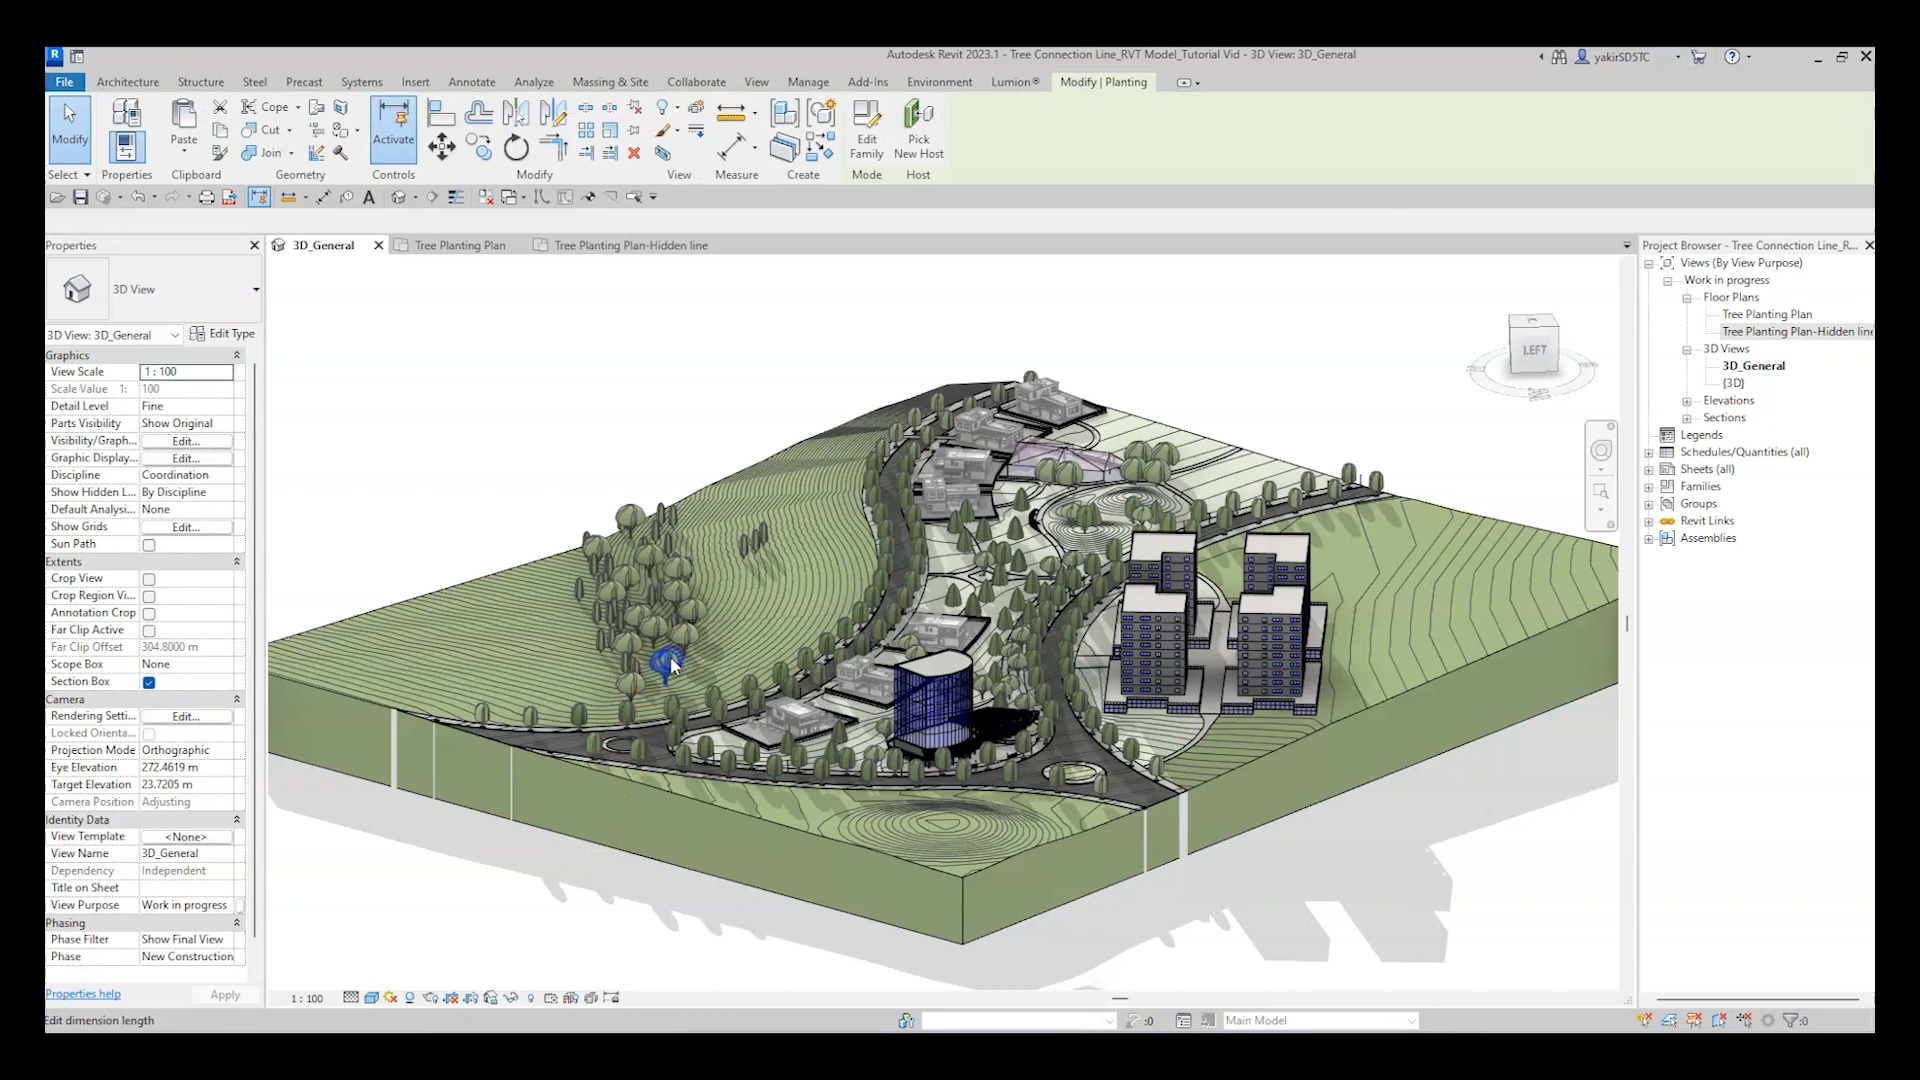 R
Autodesk Revit 2023.1 - Tree Connection Line_RVT Model_Tutorial Vid - 3D View: 3D_General
yakirSD5TC
File Architecture Structure Steel Precast Systems Insert Annotate Analyze Massing & Site Collaborate View Manage Add-Ins Environment Lumion® Modify | Planting
Modify
Paste
Cope
Cut
Join
Activate
Edit Family
Pick New Host
Select Properties Clipboard Geometry Controls Modify View Measure Create Mode Host
A
Properties
3D View
3D View: 3D_General Edit Type
Graphics
View Scale 1 : 100
Scale Value 1: 100
Detail Level Fine
Parts Visibility Show Original
Visibility/Graph... Edit...
Graphic Display... Edit...
Discipline Coordination
Show Hidden L... By Discipline
Default Analysi... None
Show Grids Edit...
Sun Path
Extents
Crop View
Crop Region Vi...
Annotation Crop
Far Clip Active
Far Clip Offset 304.8000 m
Scope Box None
Section Box
Camera
Rendering Setti... Edit...
Locked Orienta...
Projection Mode Orthographic
Eye Elevation 272.4619 m
Target Elevation 23.7205 m
Camera Position Adjusting
Identity Data
View Template <None>
View Name 3D_General
Dependency Independent
Title on Sheet
View Purpose Work in progress
Phasing
Phase Filter Show Final View
Phase New Construction
Properties help Apply
3D_General Tree Planting Plan Tree Planting Plan-Hidden line
LEFT
1 : 100
Project Browser - Tree Connection Line_R...
Views (By View Purpose)
Work in progress
Floor Plans
Tree Planting Plan
Tree Planting Plan-Hidden line
3D Views
3D_General
{3D}
Elevations
Sections
Legends
Schedules/Quantities (all)
Sheets (all)
Families
Groups
Revit Links
Assemblies
Edit dimension length
:0
Main Model
:0